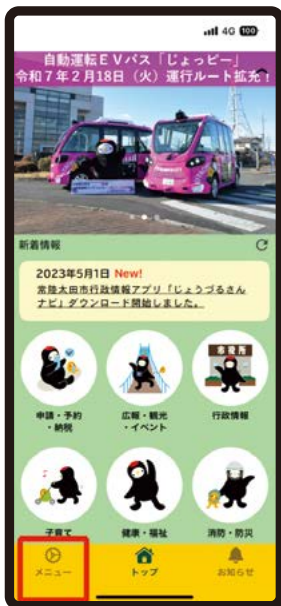 4G 100
自動運転EVバス「じょっピー」
令和7年2月18日(火)運行ルート拡充！
新着情報
2023年5月1日 New!
常陸太田市行政情報アプリ「じょうづるさん
ナビ」ダウンロード開始しました。
市役所
申請・予約
・納税
広報・観光
・イベント
行政情報
子育て
健康・福祉
消防・防災
メニュー
トップ
お知らせ